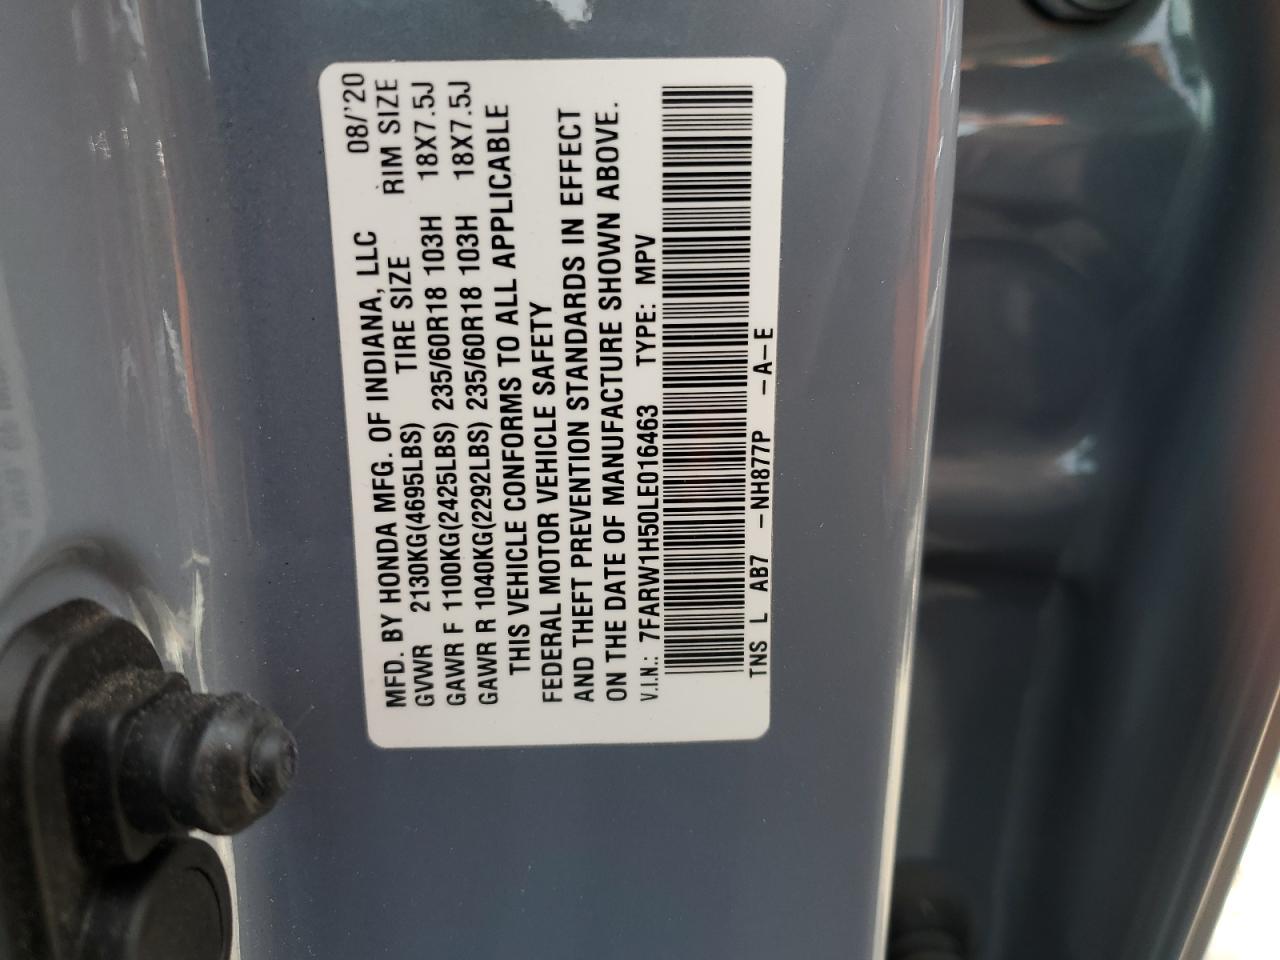 MFD. BY HONDA MFG. OF INDIANA, LLC 08/'20
GVWR 2130KG(4695LBS) TIRE SIZE RIM SIZE
GAWR F 1100KG(2425LBS) 235/60R18 103H 18X7.5J
GAWR R 1040KG(2292LBS) 235/60R18 103H 18X7.5J
THIS VEHICLE CONFORMS TO ALL APPLICABLE
FEDERAL MOTOR VEHICLE SAFETY
AND THEFT PREVENTION STANDARDS IN EFFECT
ON THE DATE OF MANUFACTURE SHOWN ABOVE.
V.I.N.: 7FARW1H50LE016463 TYPE: MPV
TNS L AB7 -NH877P -A-E